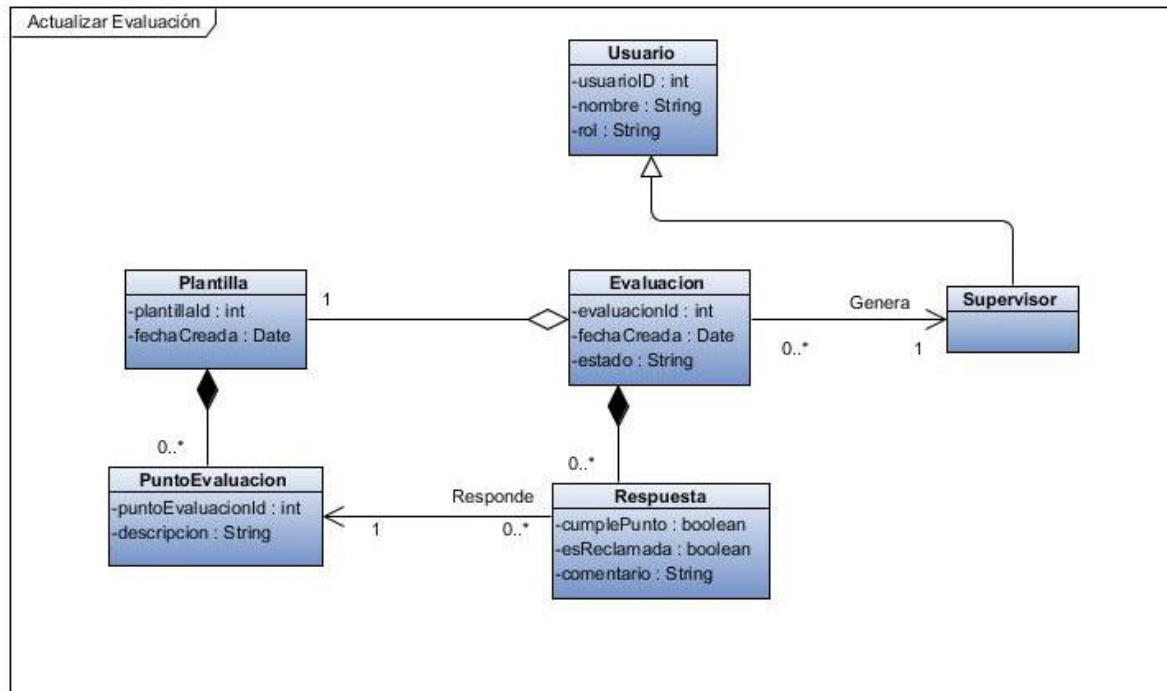 Actualizar Evaluación
Usuario
-usuarioID : int
-nombre : String
-rol : String
Plantilla
-plantillaId : int
-fechaCreada : Date
1
Evaluacion
-evaluacionId : int
-fechaCreada : Date
-estado : String
Genera
0..*
1
Supervisor
0..*
0..*
PuntoEvaluacion
-puntoEvaluacionId : int
-descripcion : String
Responde
1
0..*
Respuesta
-cumplePunto : boolean
-esReclamada : boolean
-comentario : String